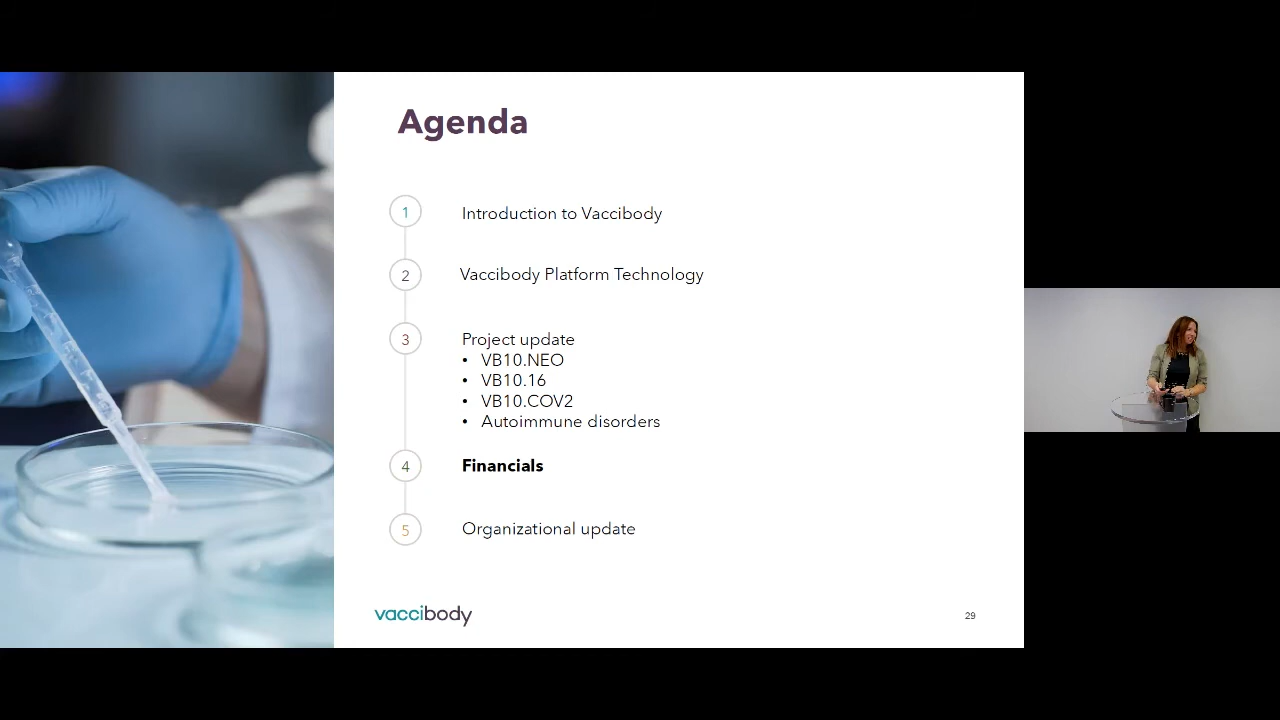 Agenda
1
Introduction to Vaccibody
2
Vaccibody Platform Technology
3
Project update
• VB10.NEO
• VB10.16
• VB10.COV2
• Autoimmune disorders
4
Financials
5
Organizational update
vaccibody
29